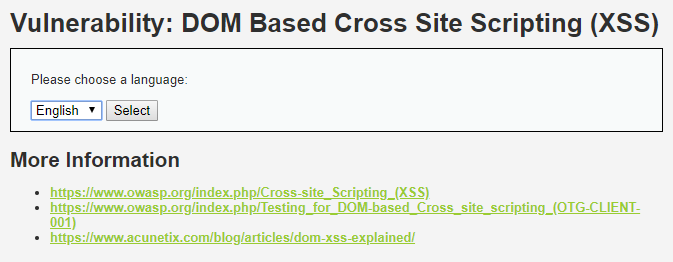 Vulnerability: DOM Based Cross Site Scripting (XSS)
Please choose a language:
English ▼ Select
More Information
• https://www.owasp.org/index.php/Cross-site_Scripting_(XSS)
• https://www.owasp.org/index.php/Testing_for_DOM-based_Cross_site_scripting_(OTG-CLIENT-
001)
• https://www.acunetix.com/blog/articles/dom-xss-explained/